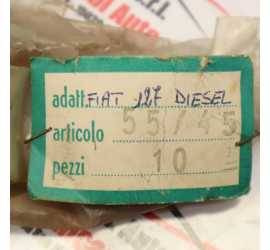 adatt. FIAT 127 DIESEL
articolo 55/45
pezzi 10